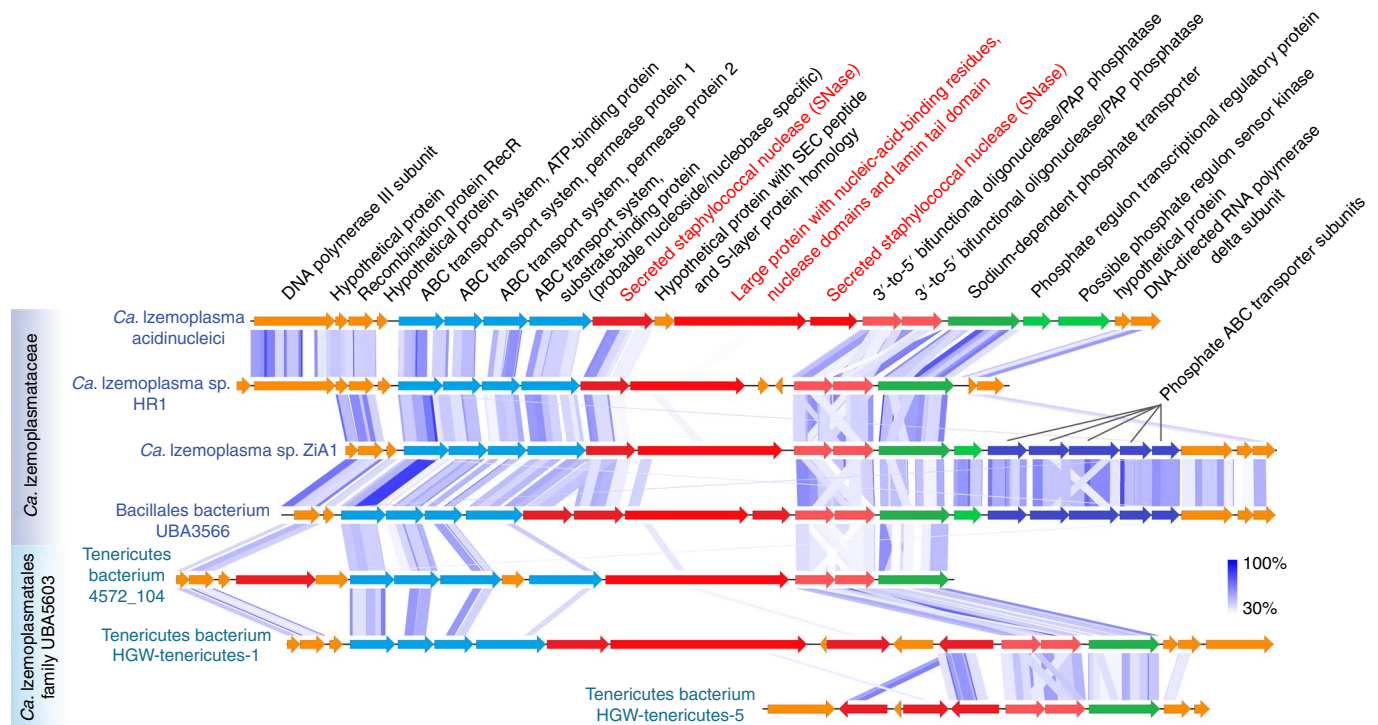 DNA polymerase III subunit
Hypothetical protein
Recombination protein RecR
Hypothetical protein
ABC transport system, ATP-binding protein
ABC transport system, permease protein 1
ABC transport system, permease protein 2
ABC transport system,
substrate-binding protein
(probable nucleoside/nucleobase specific)
Secreted staphylococcal nuclease (SNase)
Hypothetical protein with SEC peptide
and S-layer protein homology
Large protein with nucleic-acid-binding residues,
nuclease domains and lamin tail domain
Secreted staphylococcal nuclease (SNase)
3′-to-5′ bifunctional oligonuclease/PAP phosphatase
3′-to-5′ bifunctional oligonuclease/PAP phosphatase
Sodium-dependent phosphate transporter
Phosphate regulon transcriptional regulatory protein
Possible phosphate regulon sensor kinase
hypothetical protein
DNA-directed RNA polymerase
delta subunit
Phosphate ABC transporter subunits
Ca. Izemoplasmataceae
Ca. Izemoplasma
acidinucleici
Ca. Izemoplasma sp.
HR1
Ca. Izemoplasma sp. ZiA1
Bacillales bacterium
UBA3566
Ca. Izemoplasmatales
family UBA5603
Tenericutes
bacterium
4572_104
Tenericutes bacterium
HGW-tenericutes-1
Tenericutes bacterium
HGW-tenericutes-5
100%
30%